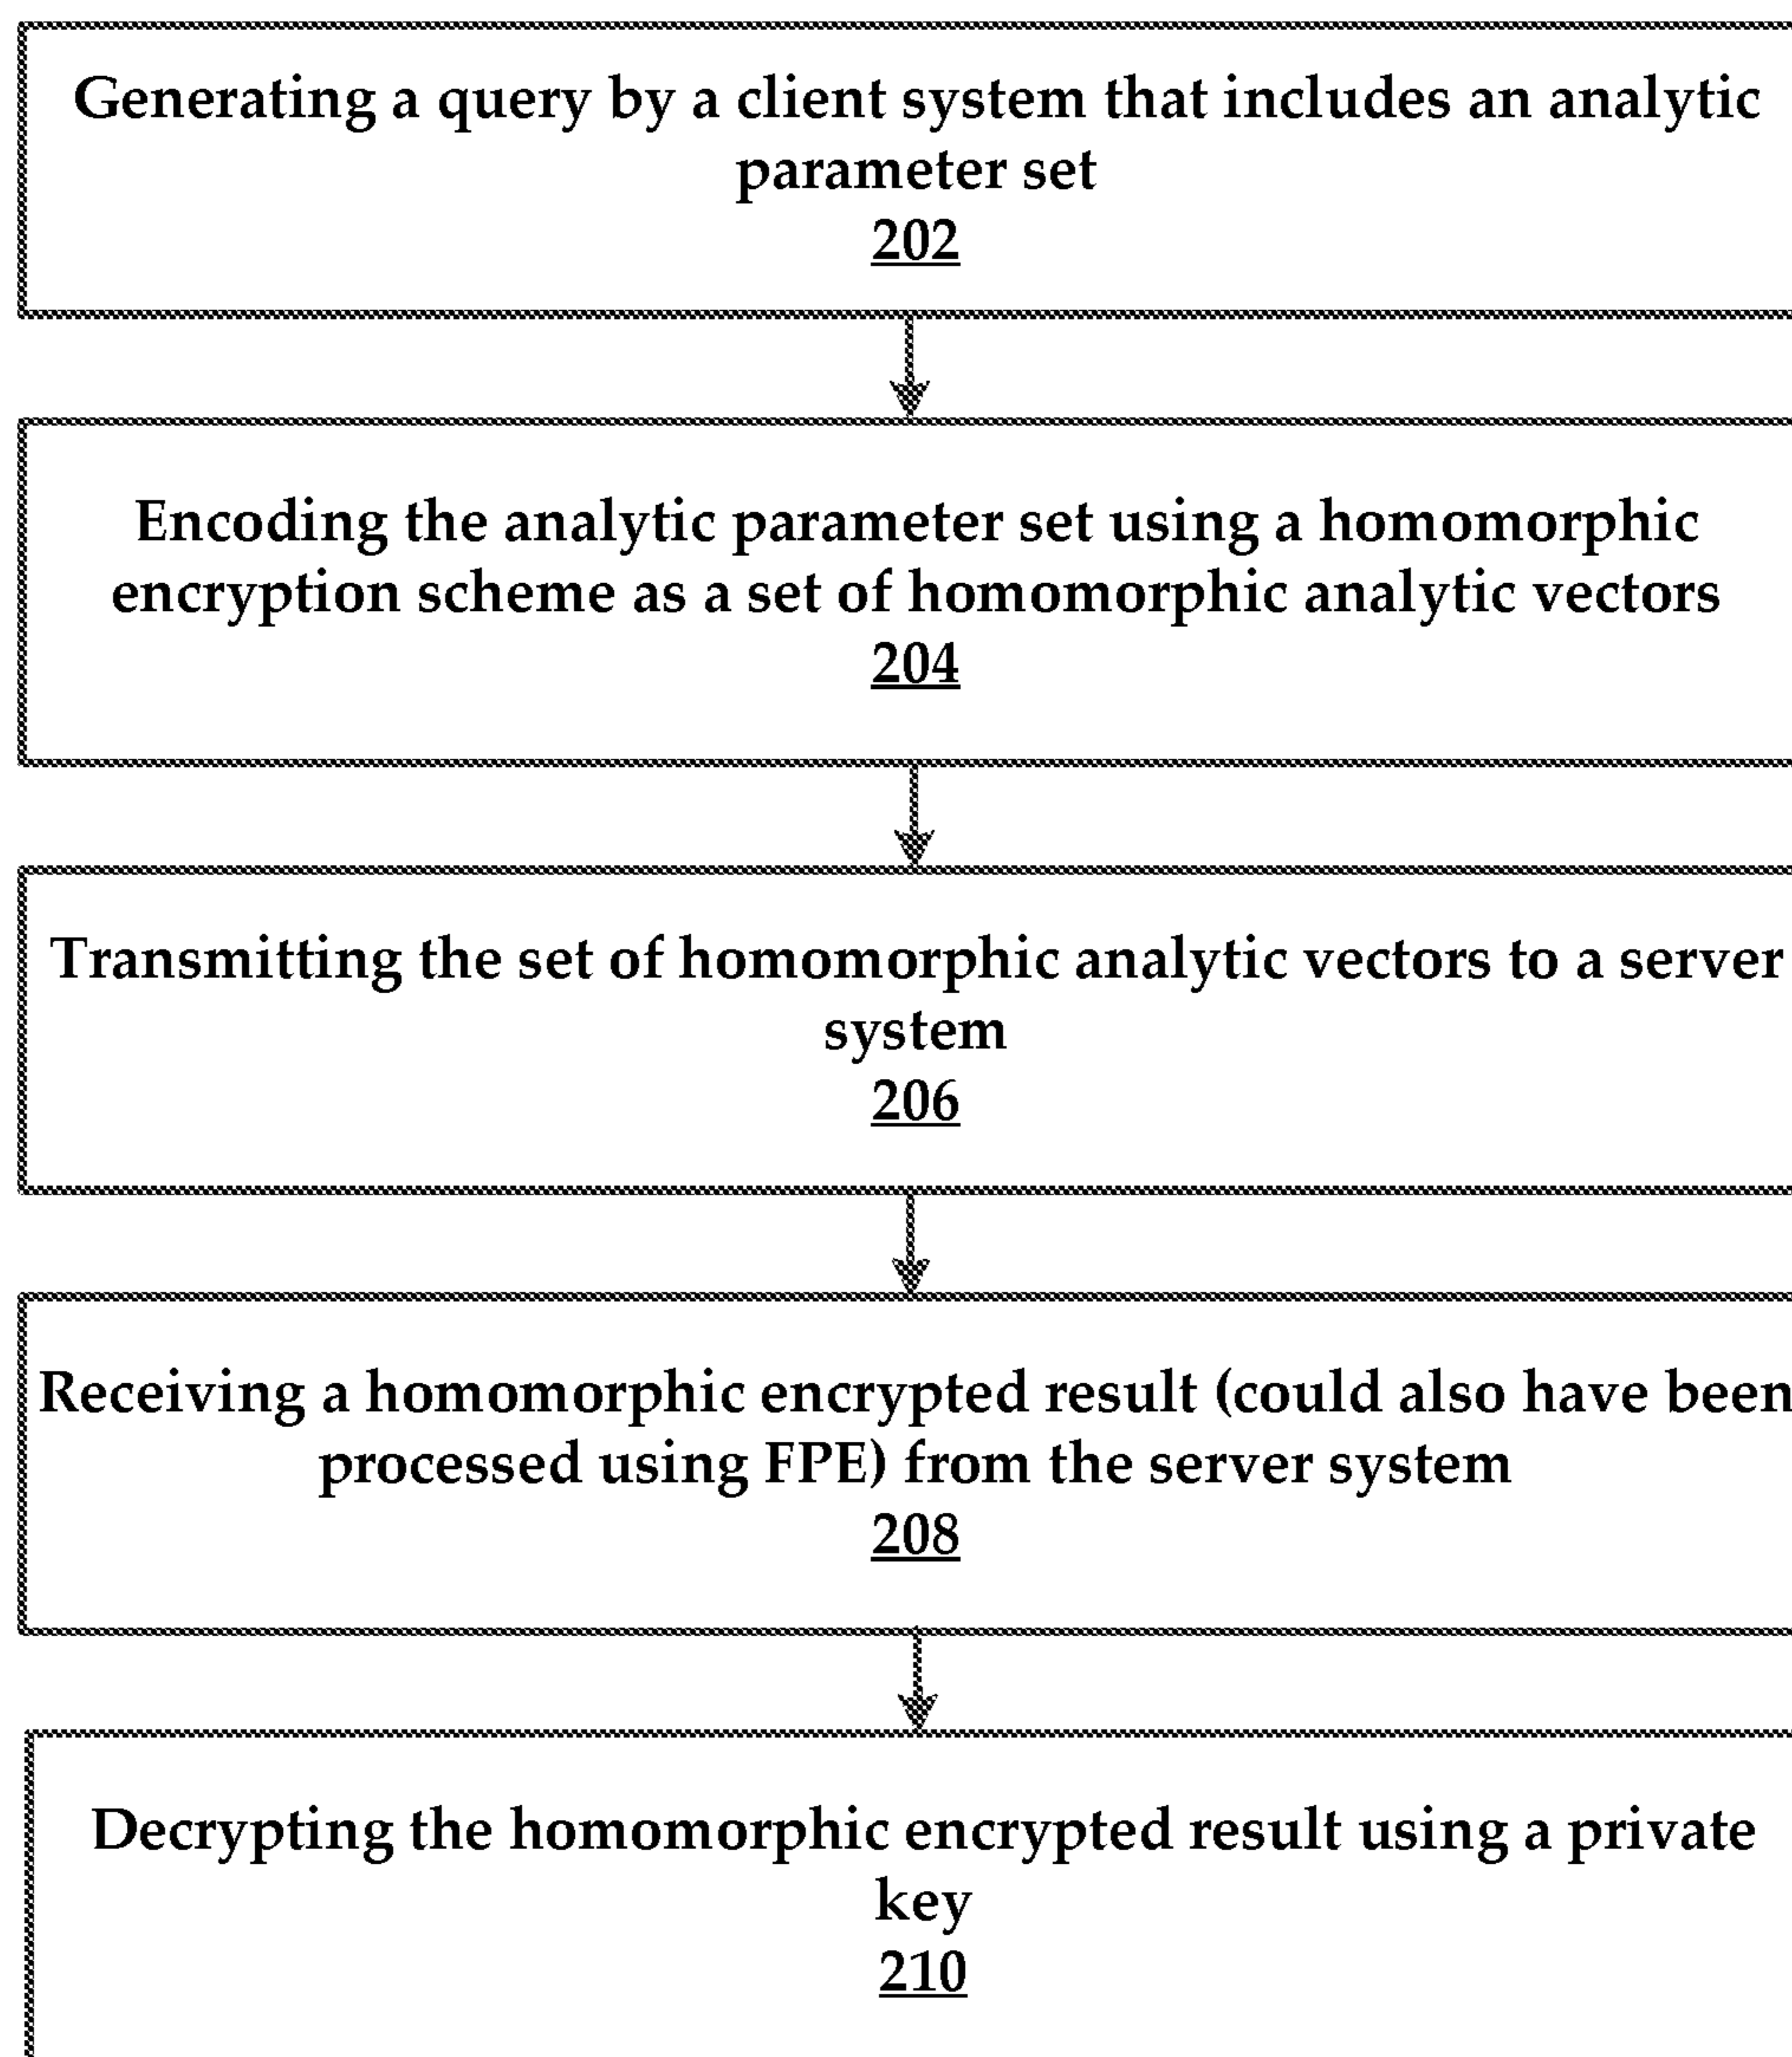 Generating a query by a client system that includes an analytic
parameter set
202
Encoding the analytic parameter set using a homomorphic
encryption scheme as a set of homomorphic analytic vectors
204
Transmitting the set of homomorphic analytic vectors to a server
system
206
Receiving a homomorphic encrypted result (could also have been
processed using FPE) from the server system
208
Decrypting the homomorphic encrypted result using a private
key
210